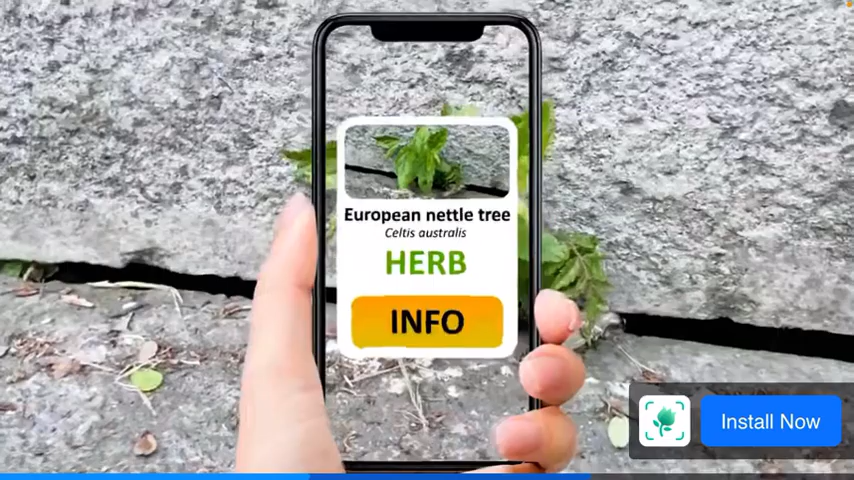 European nettle tree
Celtis australis
HERB
INFO
Install Now